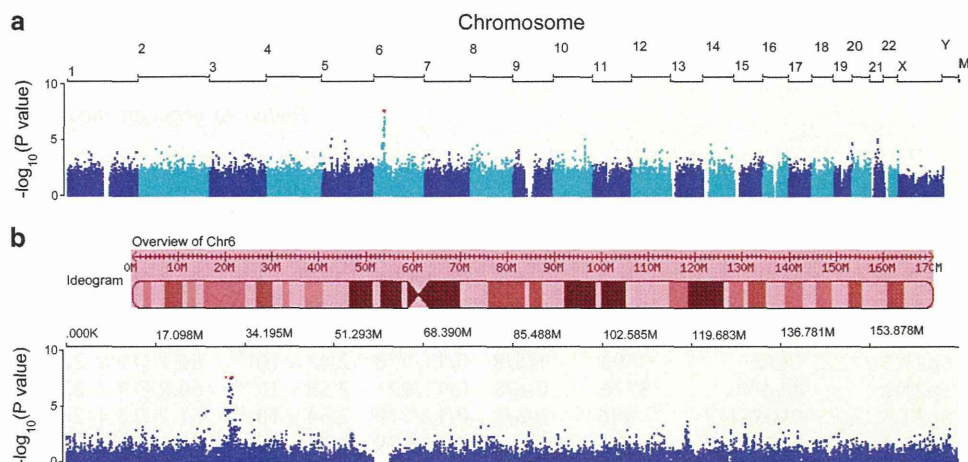 a
Chromosome
2 4 6 8 10 12 14 16 18 20 22 Y
1 3 5 7 9 11 13 15 17 19 21 X M
10
5
0
-log10(P value)
b
Overview of Chr6
Ideogram
0M 10M 20M 30M 40M 50M 60M 70M 80M 90M 100M 110M 120M 130M 140M 150M 160M 170M
.000K 17.098M 34.195M 51.293M 68.390M 85.488M 102.585M 119.683M 136.781M 153.878M
10
5
0
-log10(P value)